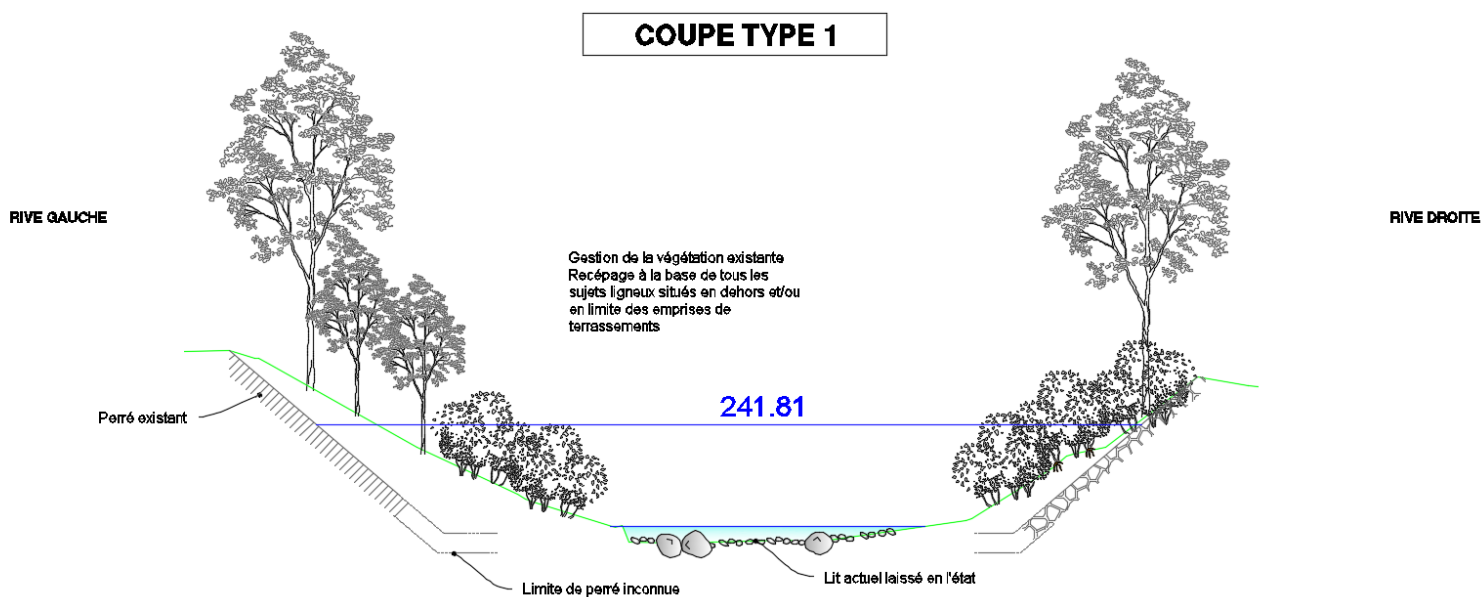 COUPE TYPE 1
RIVE GAUCHE
RIVE DROITE
Gestion de la végétation existante
Recépage à la base de tous les
sujets ligneux situés en dehors et/ou
en limite des emprises de
terrassements
241.81
Perré existant
Limite de perré inconnue
Lit actuel laissé en l'état